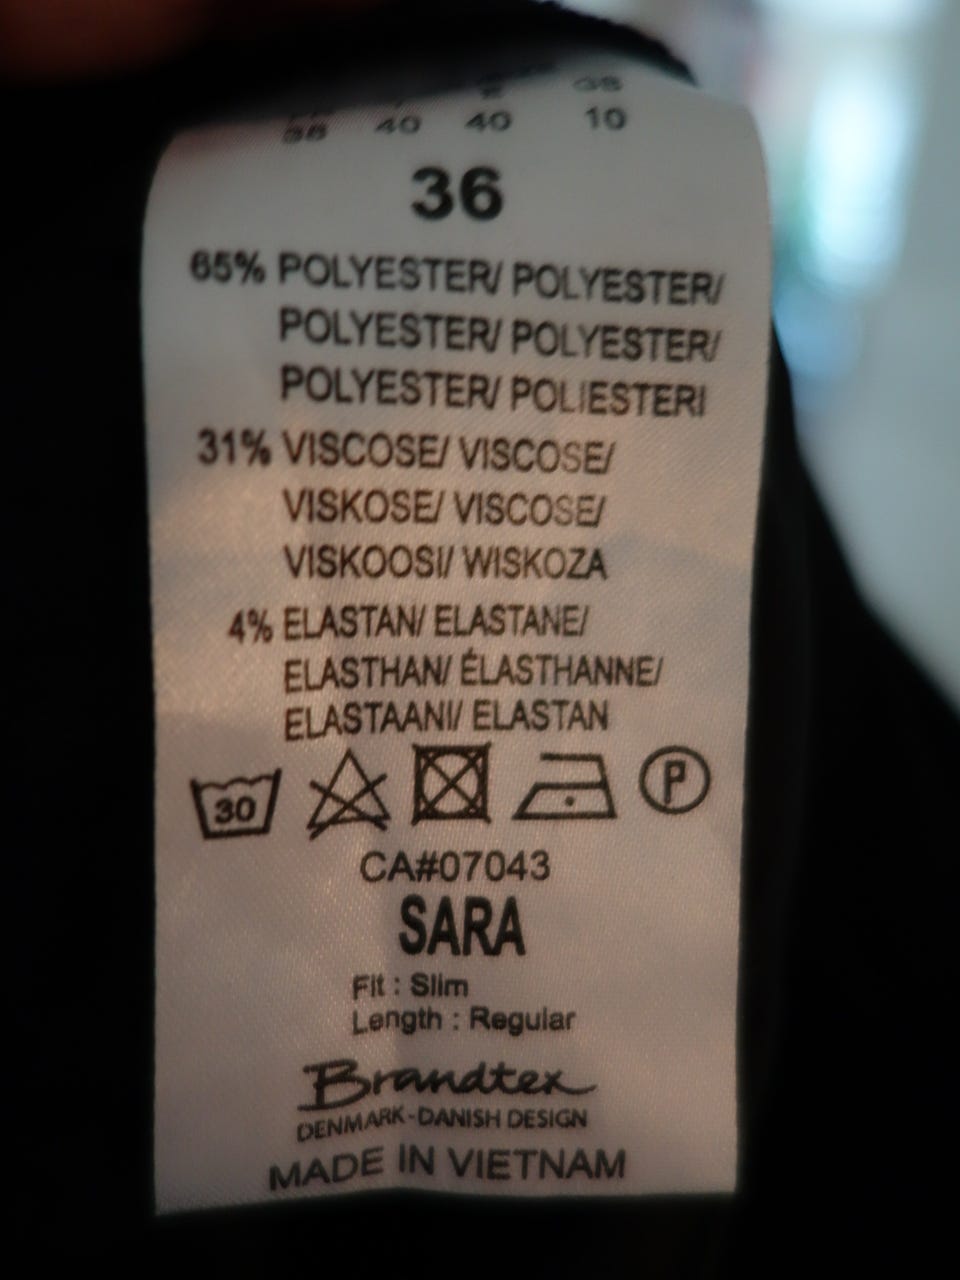 GB
38 40 40 10
36
65% POLYESTER/ POLYESTER/
POLYESTER/ POLYESTER/
POLYESTER/ POLIESTERI
31% VISCOSE/ VISCOSE/
VISKOSE/ VISCOSE/
VISKOOSI/ WISKOZA
4% ELASTAN/ ELASTANE/
ELASTHAN/ ÉLASTHANNE/
ELASTAANI/ ELASTAN
30 P
CA#07043
SARA
Fit : Slim
Length : Regular
Brandtex
DENMARK-DANISH DESIGN
MADE IN VIETNAM